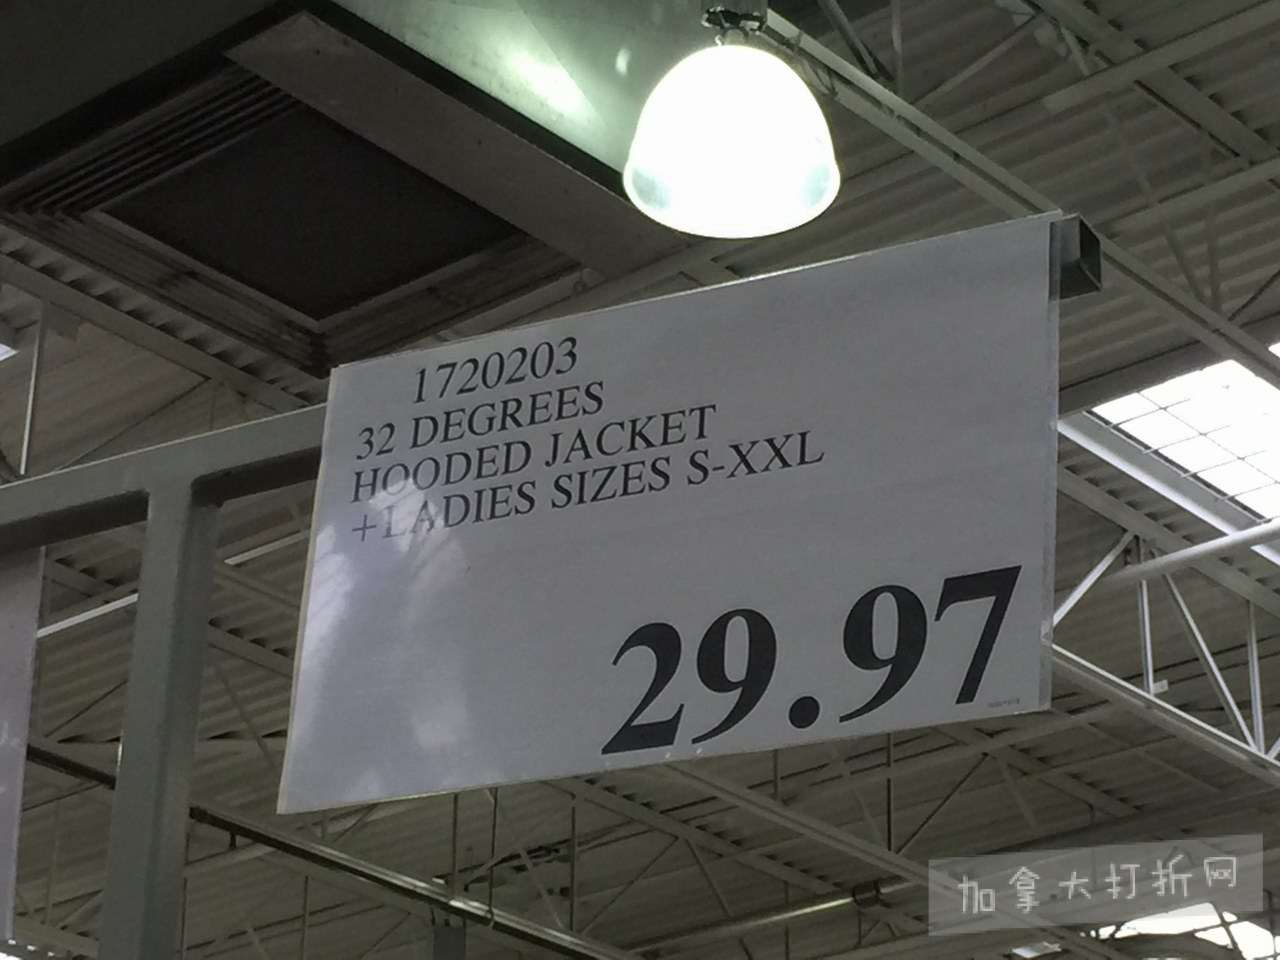 1720203
32 DEGREES
HOODED JACKET
+LADIES SIZES S-XXL
29.97
加拿大打折网